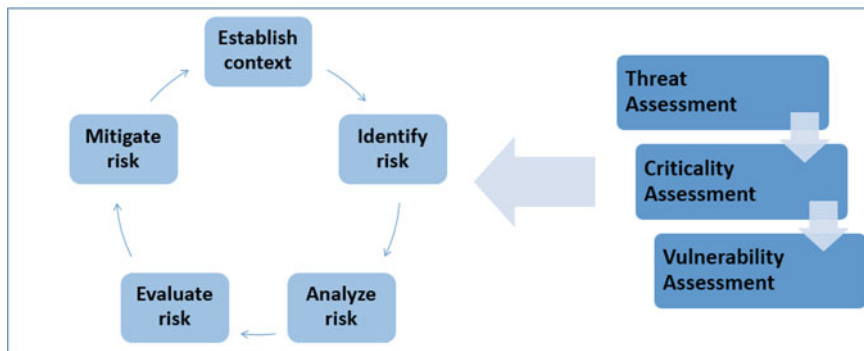 Establish
context
Identify
risk
Analyze
risk
Evaluate
risk
Mitigate
risk
Threat
Assessment
Criticality
Assessment
Vulnerability
Assessment